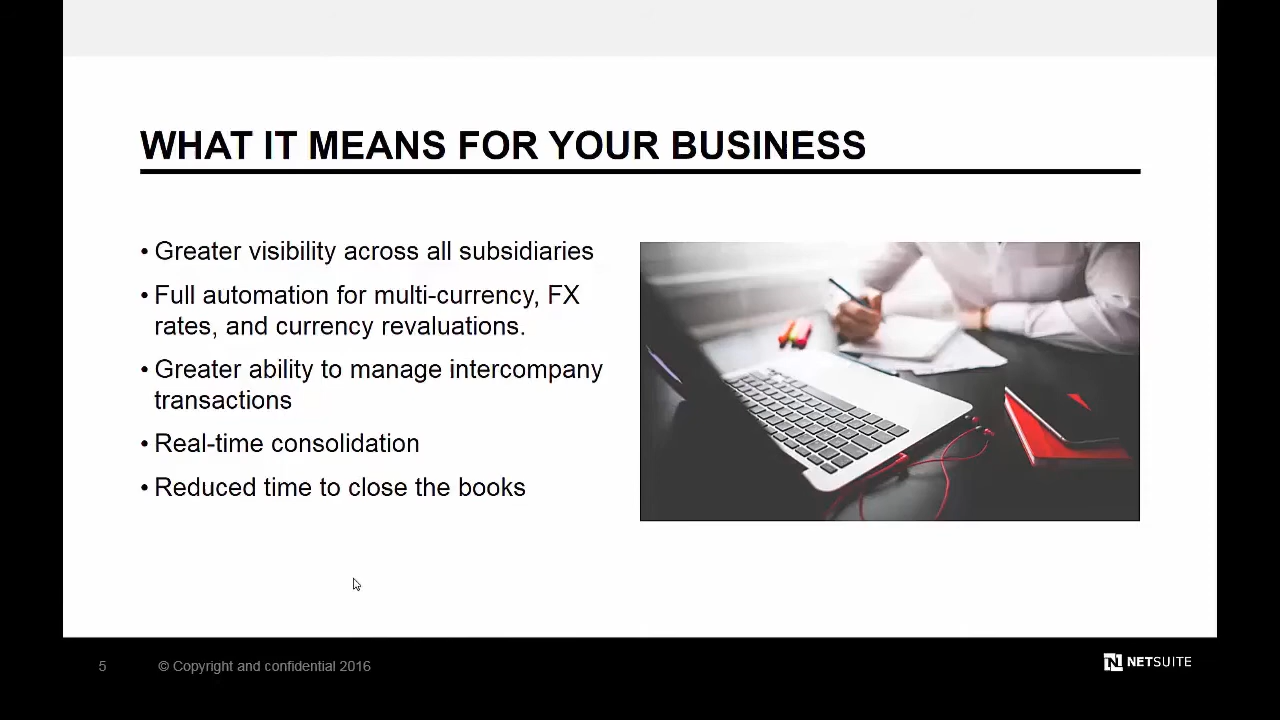 WHAT IT MEANS FOR YOUR BUSINESS
• Greater visibility across all subsidiaries
• Full automation for multi-currency, FX
rates, and currency revaluations.
• Greater ability to manage intercompany
transactions
• Real-time consolidation
• Reduced time to close the books
5
© Copyright and confidential 2016
N NETSUITE